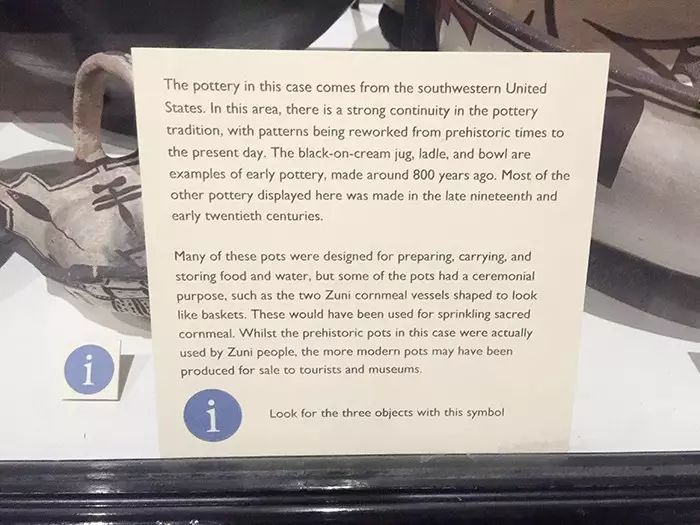 The pottery in this case comes from the southwestern United
States. In this area, there is a strong continuity in the pottery
tradition, with patterns being reworked from prehistoric times to
the present day. The black-on-cream jug, ladle, and bowl are
examples of early pottery, made around 800 years ago. Most of the
other pottery displayed here was made in the late nineteenth and
early twentieth centuries.
Many of these pots were designed for preparing, carrying, and
storing food and water, but some of the pots had a ceremonial
purpose, such as the two Zuni cornmeal vessels shaped to look
like baskets. These would have been used for sprinkling sacred
cornmeal. Whilst the prehistoric pots in this case were actually
used by Zuni people, the more modern pots may have been
produced for sale to tourists and museums.
i
i Look for the three objects with this symbol